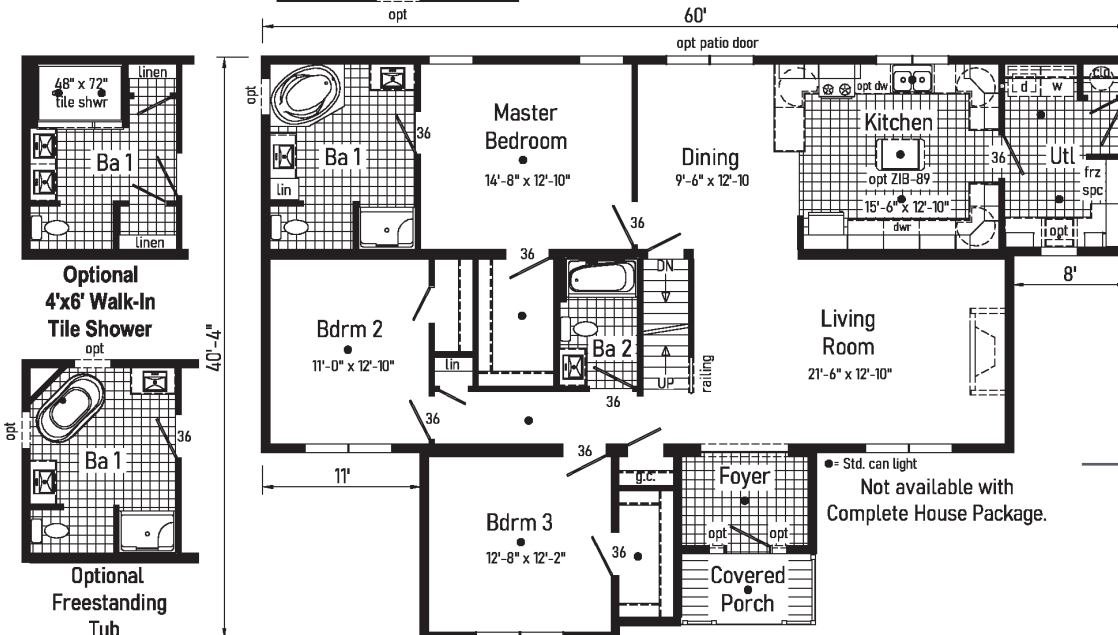 opt
60'
opt patio door
48" x 72"
tile shwr
linen
Ba 1
linen
Optional
4'x6' Walk-In
Tile Shower
opt
opt
Ba 1
36
Optional
Freestanding
Tub
40'-4"
opt
Ba 1
lin
36
Master
Bedroom
14'-8" x 12'-10"
36
36
Dining
9'-6" x 12'-10
opt dw
Kitchen
opt ZIB-89
15'-6" x 12'-10"
dwr
36
d
w
Utl
frz
spc
opt
8'
Bdrm 2
11'-0" x 12'-10"
lin
36
Ba 2
36
DN
UP
railing
Living
Room
21'-6" x 12'-10"
11'
36
g.c.
Bdrm 3
12'-8" x 12'-2"
36
Foyer
opt
opt
Covered
Porch
= Std. can light
Not available with
Complete House Package.